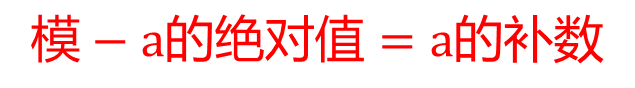 模 − a的绝对值 = a的补数